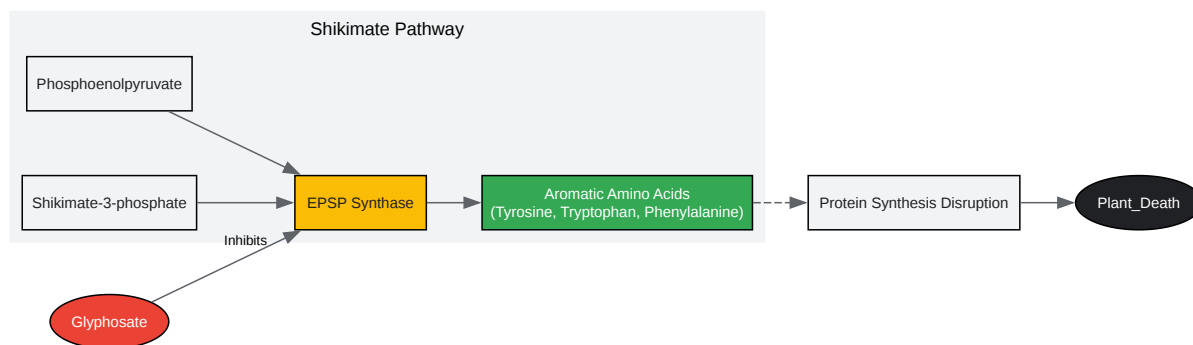 Shikimate Pathway
Phosphoenolpyruvate
Shikimate-3-phosphate
EPSP Synthase
Aromatic Amino Acids
(Tyrosine, Tryptophan, Phenylalanine)
Protein Synthesis Disruption
Plant_Death
Inhibits
Glyphosate